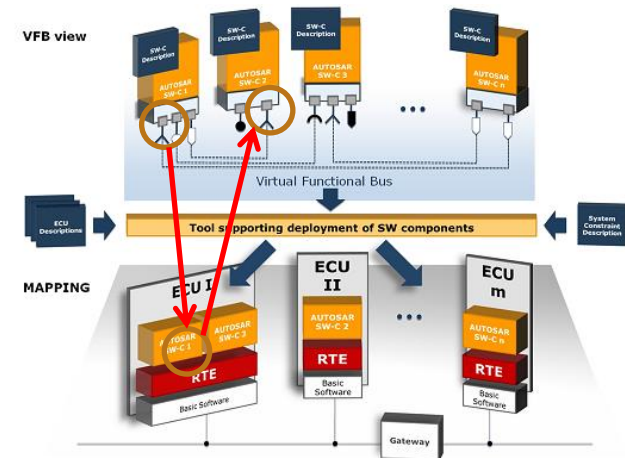 VFB view
SW-C
Description
AUTOSAR
SW-C 1
SW-C
Description
AUTOSAR
SW-C 2
SW-C
Description
AUTOSAR
SW-C 3
SW-C
Description
AUTOSAR
SW-C n
Virtual Functional Bus
ECU
Descriptions
Tool supporting deployment of SW components
System
Constraint
Description
MAPPING
ECU I
AUTOSAR
SW-C 1
AUTOSAR
SW-C 3
RTE
Basic Software
ECU
II
AUTOSAR
SW-C 2
RTE
Basic
Software
ECU
m
AUTOSAR
SW-C n
RTE
Basic
Software
Gateway